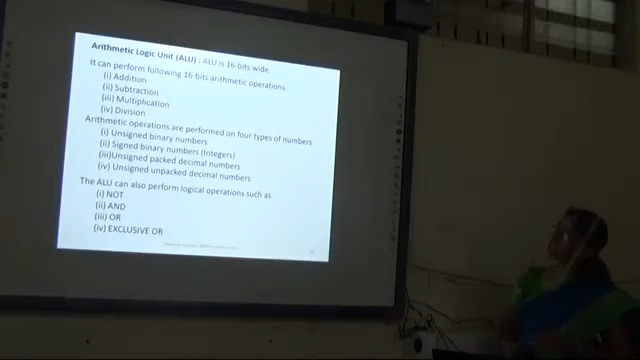 Arithmetic Logic Unit (ALU) : ALU is 16-bits wide.
It can perform following 16-bits arithmetic operations.
(i) Addition
(ii) Subtraction
(iii) Multiplication
(iv) Division
Arithmetic operations are performed on four types of numbers
(i) Unsigned binary numbers
(ii) Signed binary numbers (Integers)
(iii)Unsigned packed decimal numbers
(iv) Unsigned unpacked decimal numbers
The ALU can also perform logical operations such as
(i) NOT
(ii) AND
(iii) OR
(iv) EXCLUSIVE OR